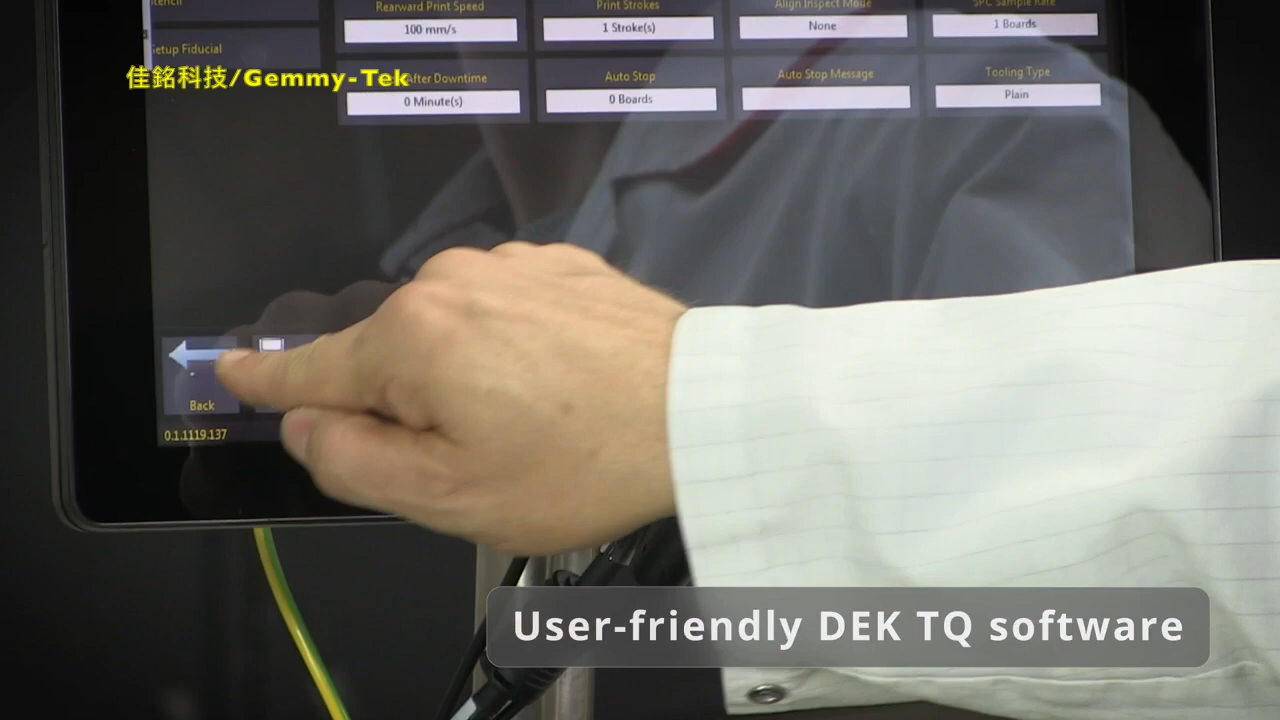 Rearward Print Speed
Print Strokes
Align Inspect Mode
SPC Sample Rate
100 mm/s
1 Stroke(s)
None
1 Boards
Setup Fiducial
佳銘科技/Gemmy-Tek
After Downtime
Auto Stop
Auto Stop Message
Tooling Type
0 Minute(s)
0 Boards
Plain
Back
0.1.1119.137
User-friendly DEK TQ software